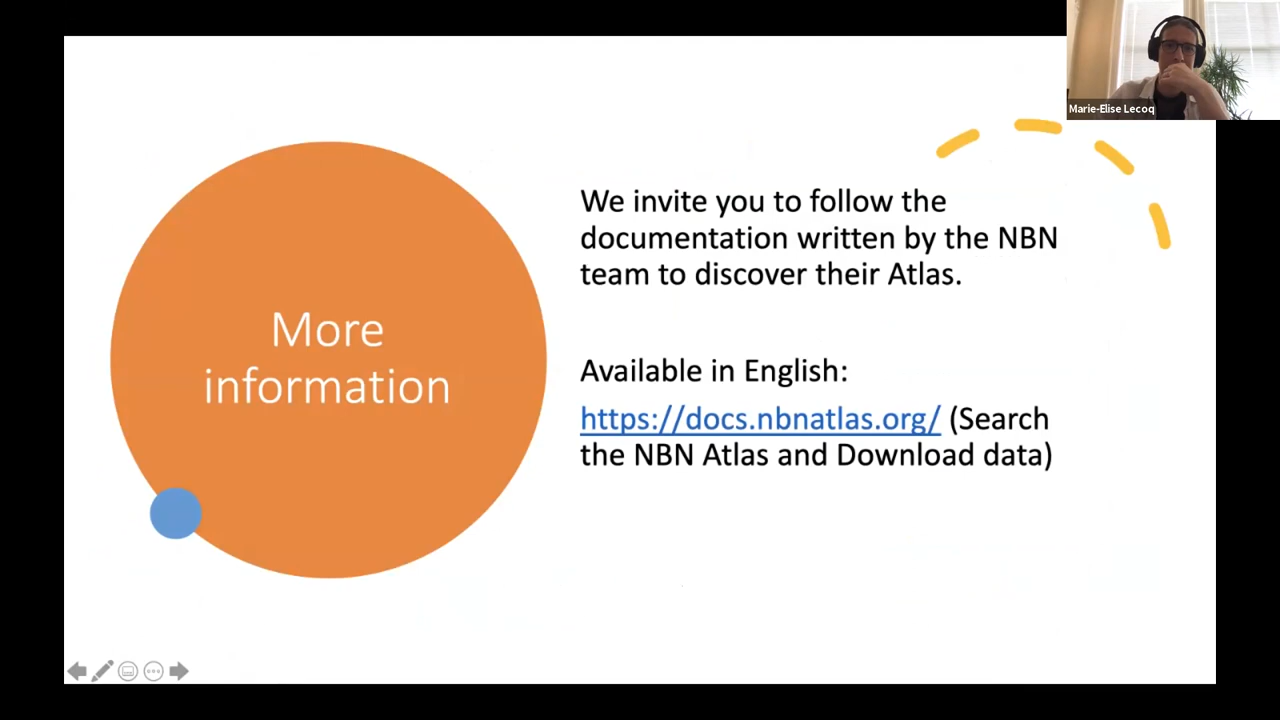 Marie-Elise Lecoq
More
information
We invite you to follow the
documentation written by the NBN
team to discover their Atlas.
Available in English:
https://docs.nbnatlas.org/ (Search
the NBN Atlas and Download data)